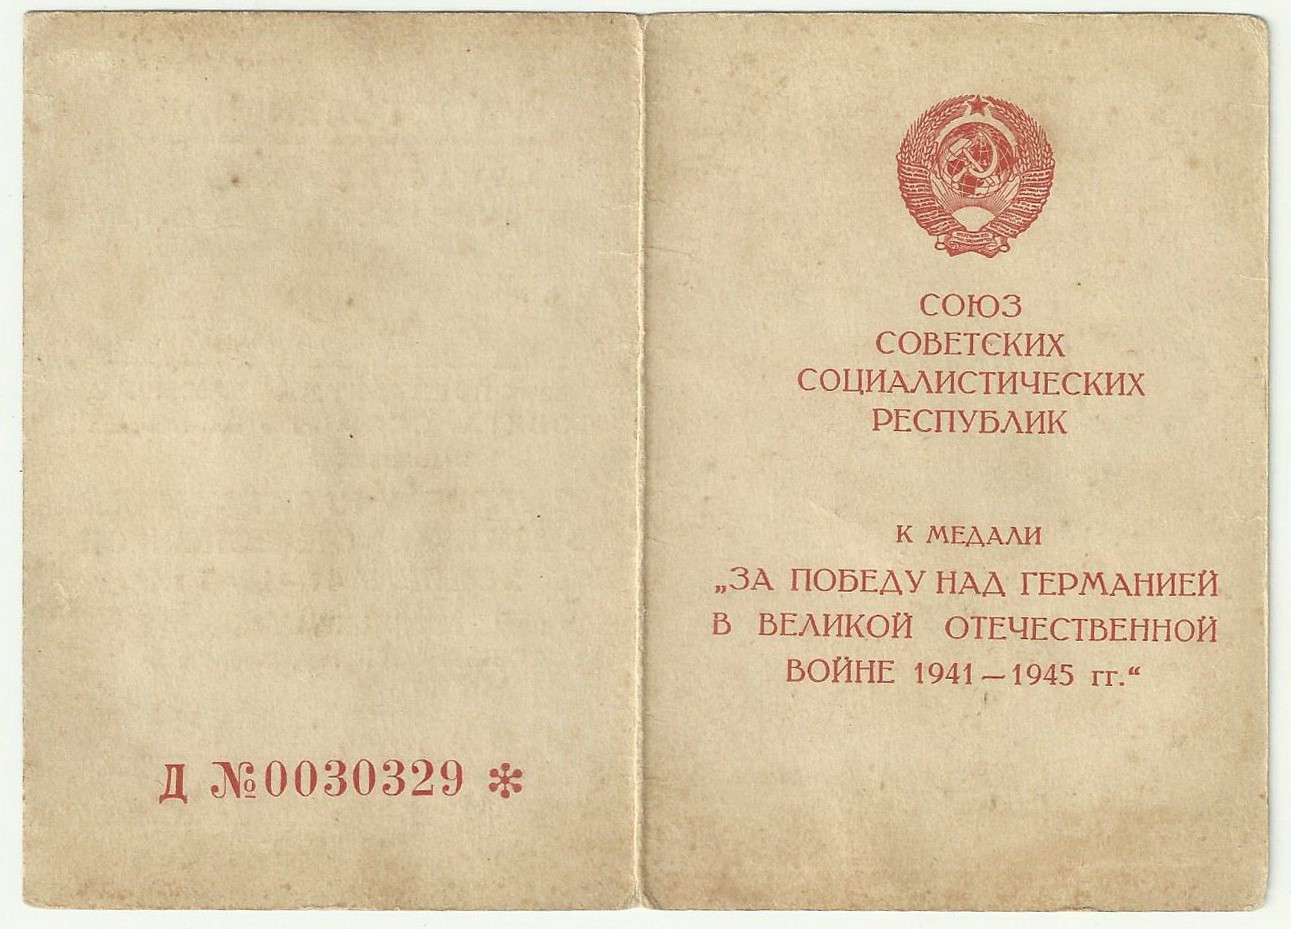 Д №0030329 *
СОЮЗ
СОВЕТСКИХ
СОЦИАЛИСТИЧЕСКИХ
РЕСПУБЛИК
К МЕДАЛИ
„ЗА ПОБЕДУ НАД ГЕРМАНИЕЙ
В ВЕЛИКОЙ ОТЕЧЕСТВЕННОЙ
ВОЙНЕ 1941—1945 гг.“